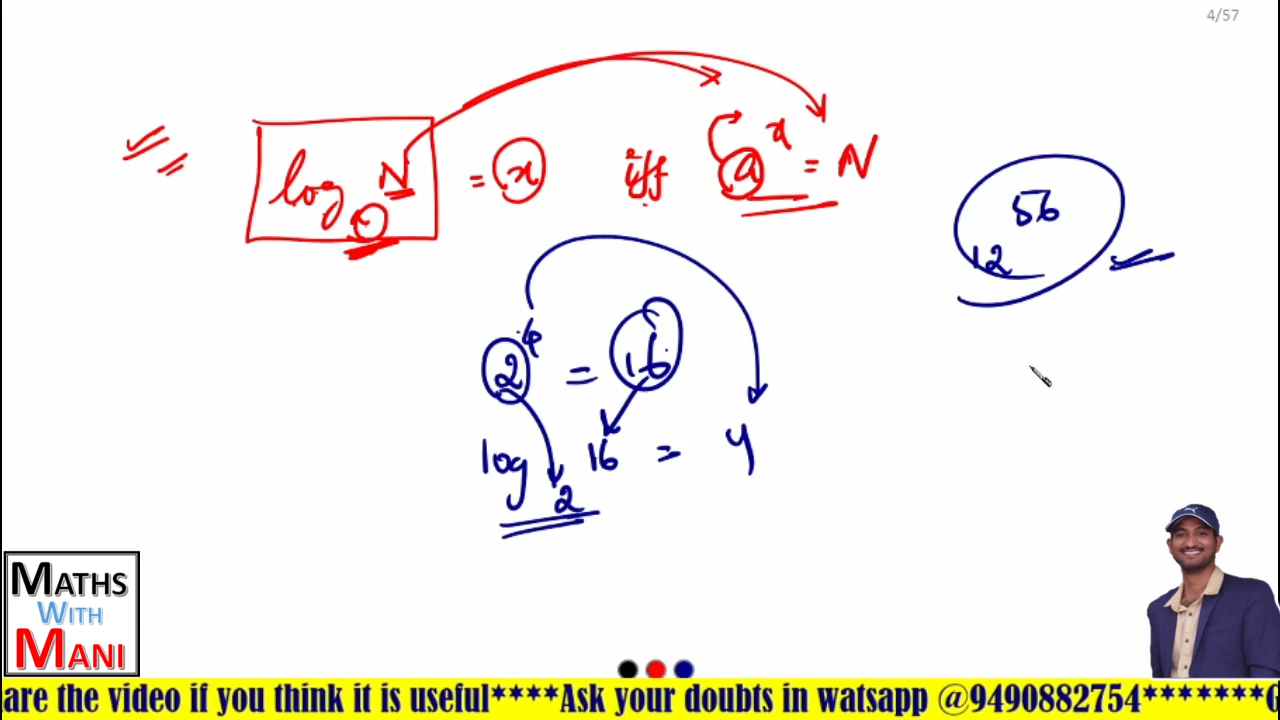 4/57
log_a N = x iff a^x = N
56
12
2^4 = 16
log_2 16 = 4
MATHS
WITH
MANI
are the video if you think it is useful****Ask your doubts in watsapp @9490882754*******